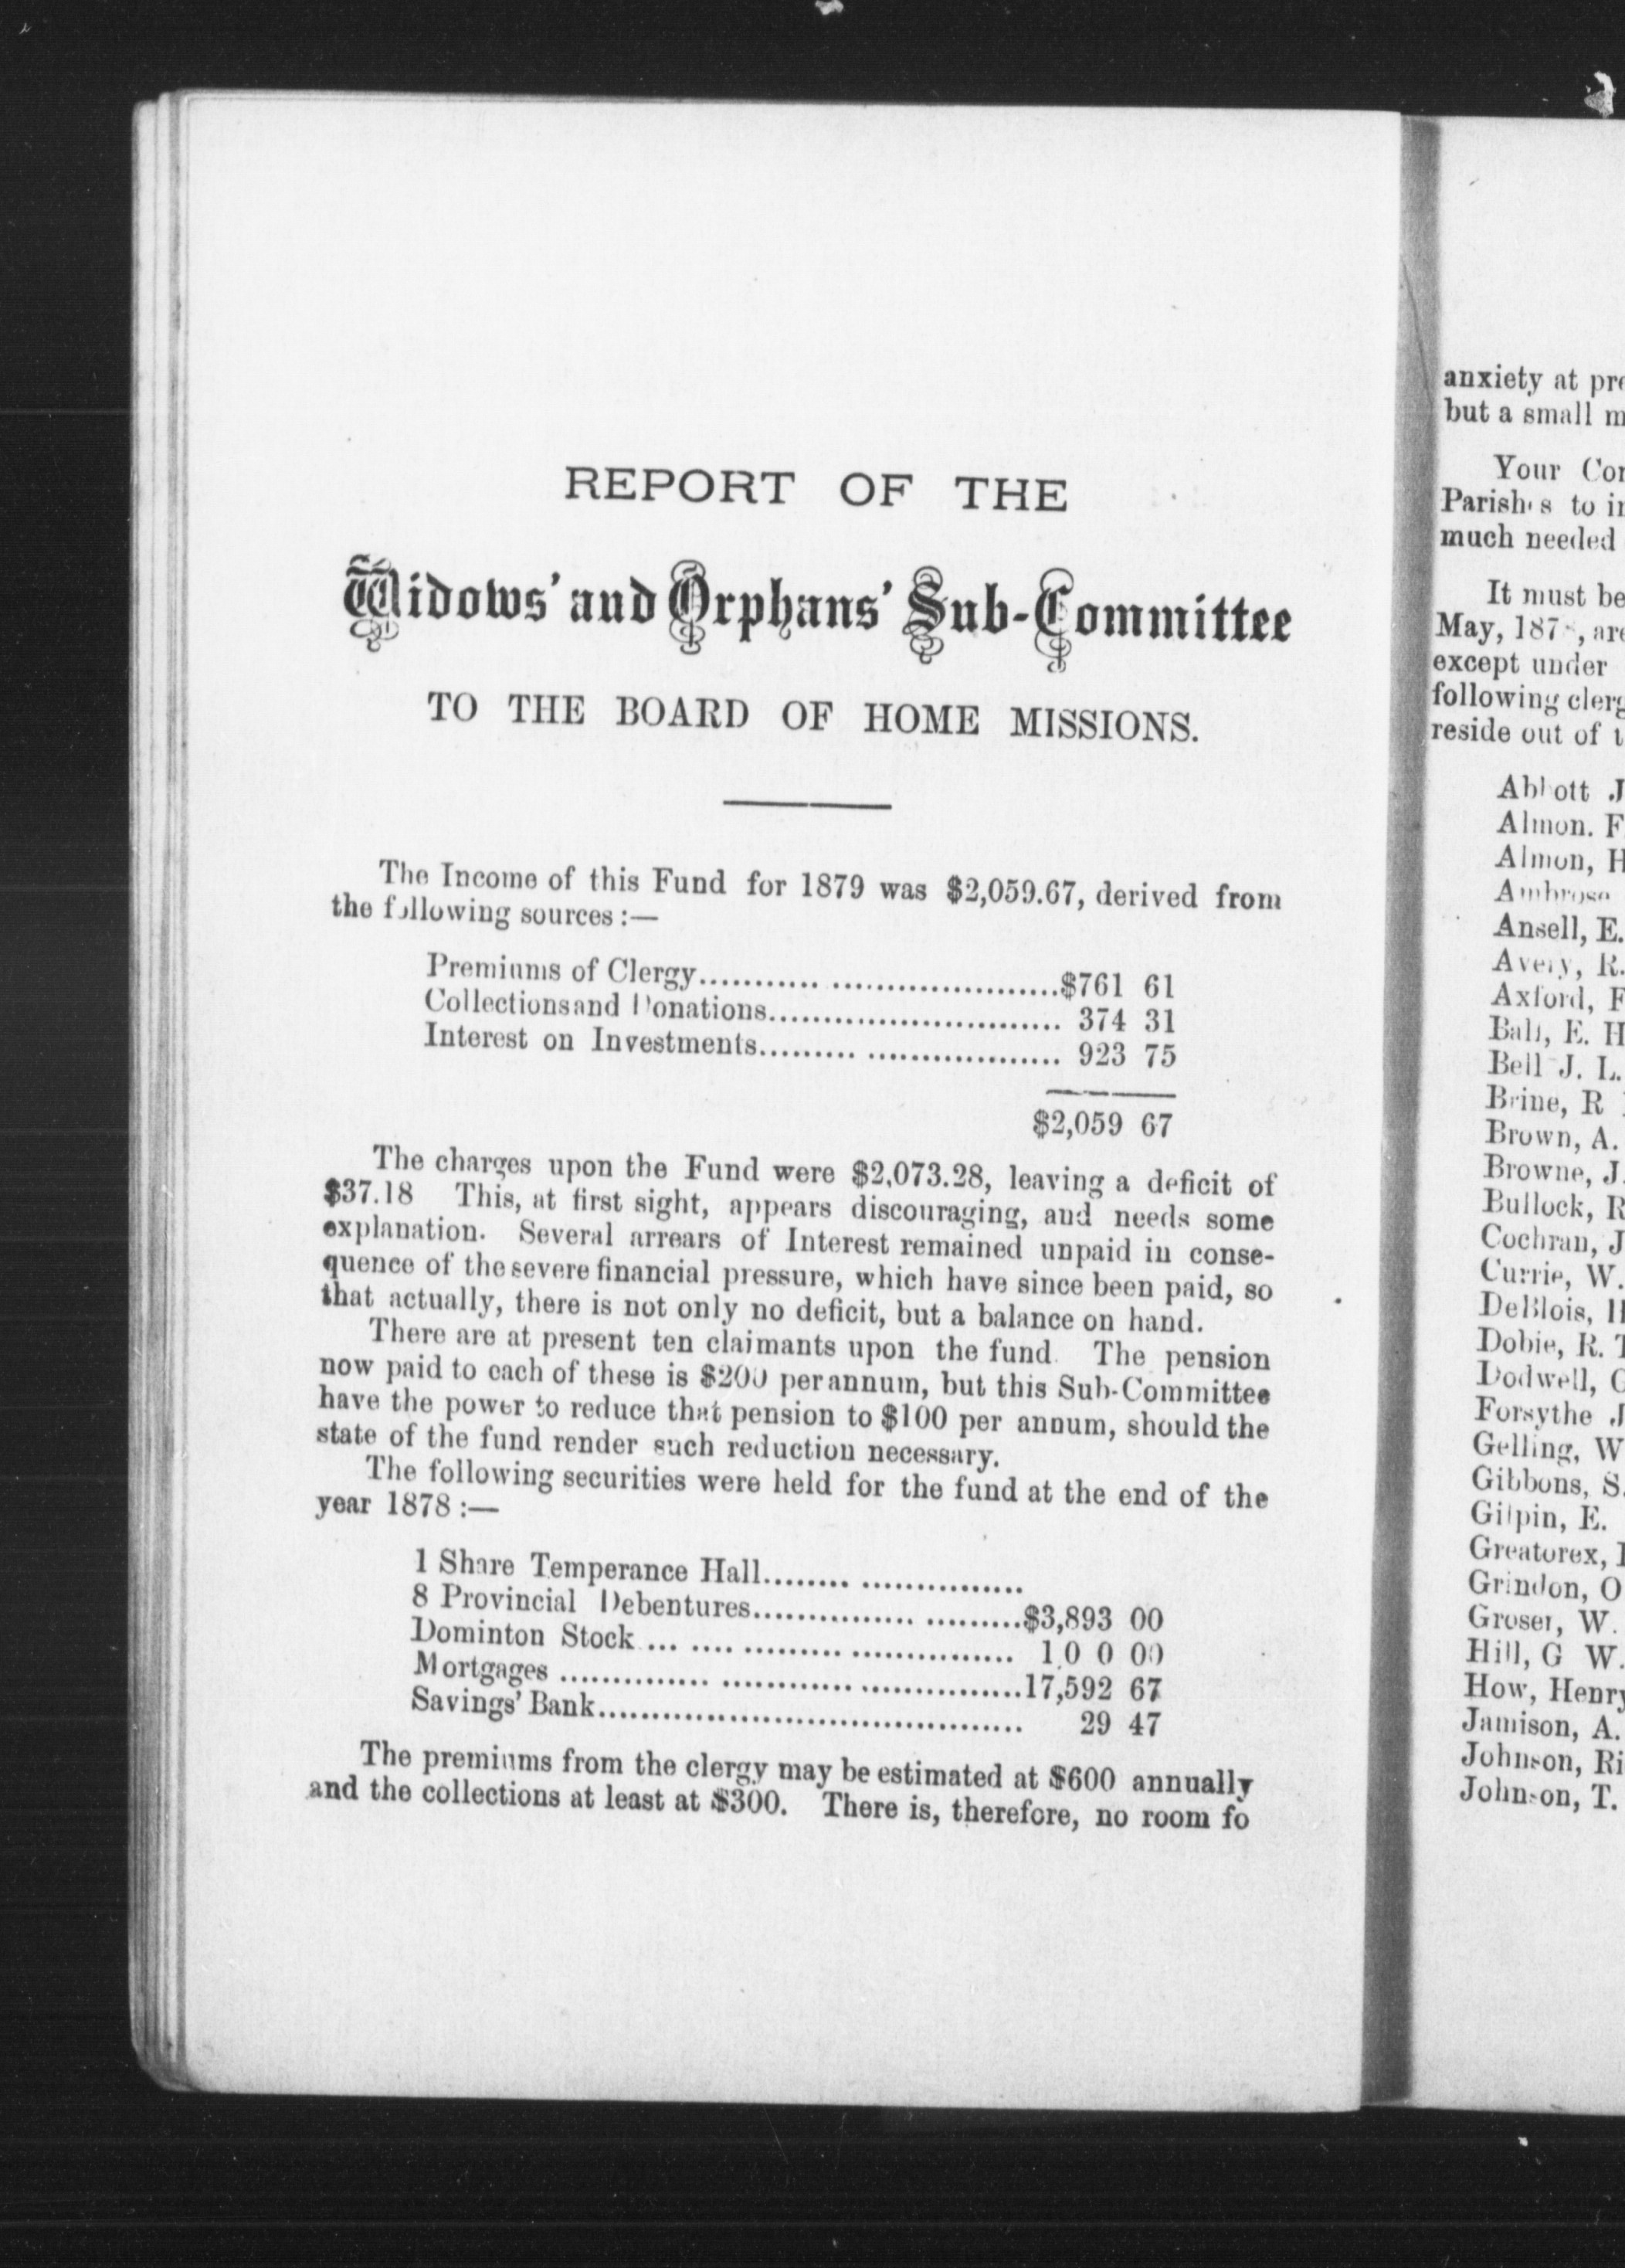 REPORT OF THE
Widows' and Orphans' Sub-Committee
TO THE BOARD OF HOME MISSIONS.
The Income of this Fund for 1879 was $2,059.67, derived from
the following sources :—
Premiums of Clergy.................................$761 61
Collections and Donations............................. 374 31
Interest on Investments............................ 923 75
$2,059 67
The charges upon the Fund were $2,073.28, leaving a deficit of
$37.18 This, at first sight, appears discouraging, and needs some
explanation. Several arrears of Interest remained unpaid in conse-
quence of the severe financial pressure, which have since been paid, so
that actually, there is not only no deficit, but a balance on hand.
There are at present ten claimants upon the fund. The pension
now paid to each of these is $200 per annum, but this Sub-Committee
have the power to reduce that pension to $100 per annum, should the
state of the fund render such reduction necessary.
The following securities were held for the fund at the end of the
year 1878 :—
1 Share Temperance Hall........ ................
8 Provincial Debentures................ .........$3,893 00
Dominton Stock ... .... .......... ................ 1,0 0 00
Mortgages ............... ............. ................17,592 67
Savings' Bank.......................................... 29 47
The premiums from the clergy may be estimated at $600 annually
and the collections at least at $300. There is, therefore, no room fo
anxiety at
but a small
Your
Parishes to
much needed
It must be
May, 187 , are
except under
following
reside out of
Abbott J
Almon. F
Almon, H
Ambrose
Ansell, E.
Avery, R.
Axford, F
Ball, E. H
Bell J. L.
Brine, R
Brown, A.
Browne, J.
Bullock, R
Cochran, J
Currie, W.
DeBlois, H
Dobie, R. T
Dodwell, G
Forsythe J
Gelling, W
Gibbons, S.
Gilpin, E.
Greatorex,
Grindon, O
Groser, W.
Hill, G W.
How, Henry
Jamison, A.
Johnson, Ri
Johnson, T.